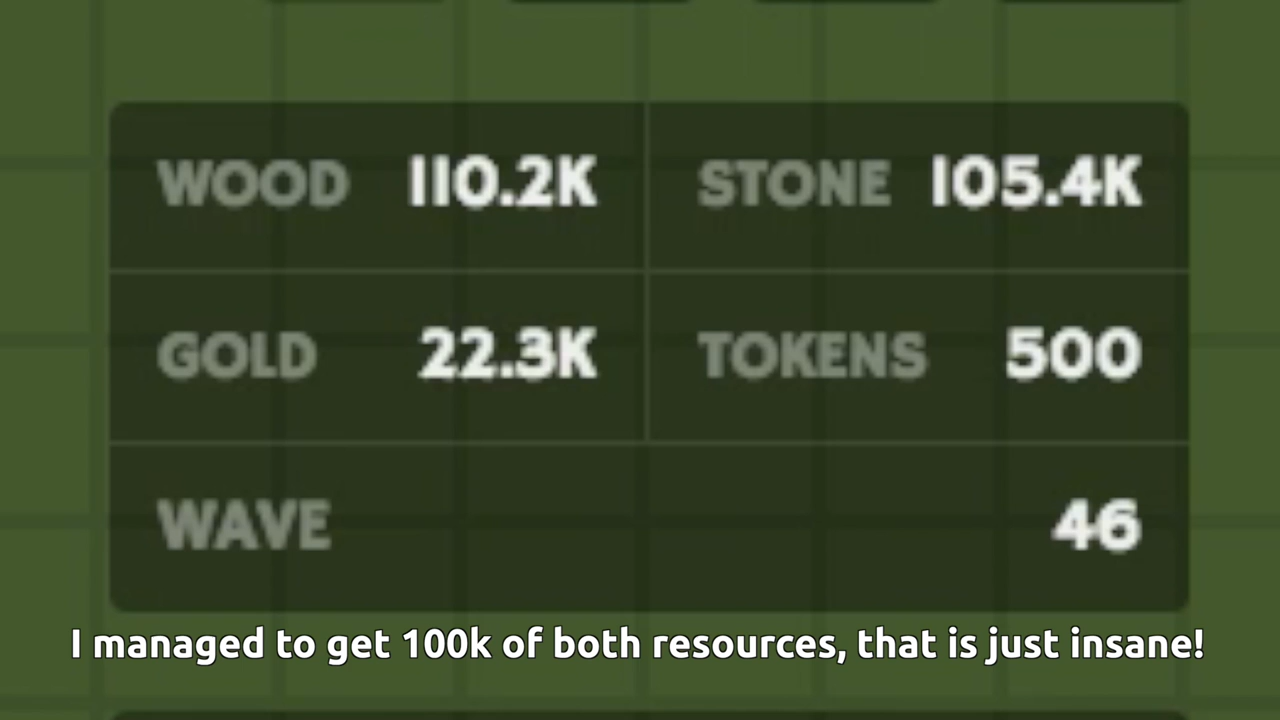 WOOD 110.2K STONE 105.4K
GOLD 22.3K TOKENS 500
WAVE 46
I managed to get 100k of both resources, that is just insane!